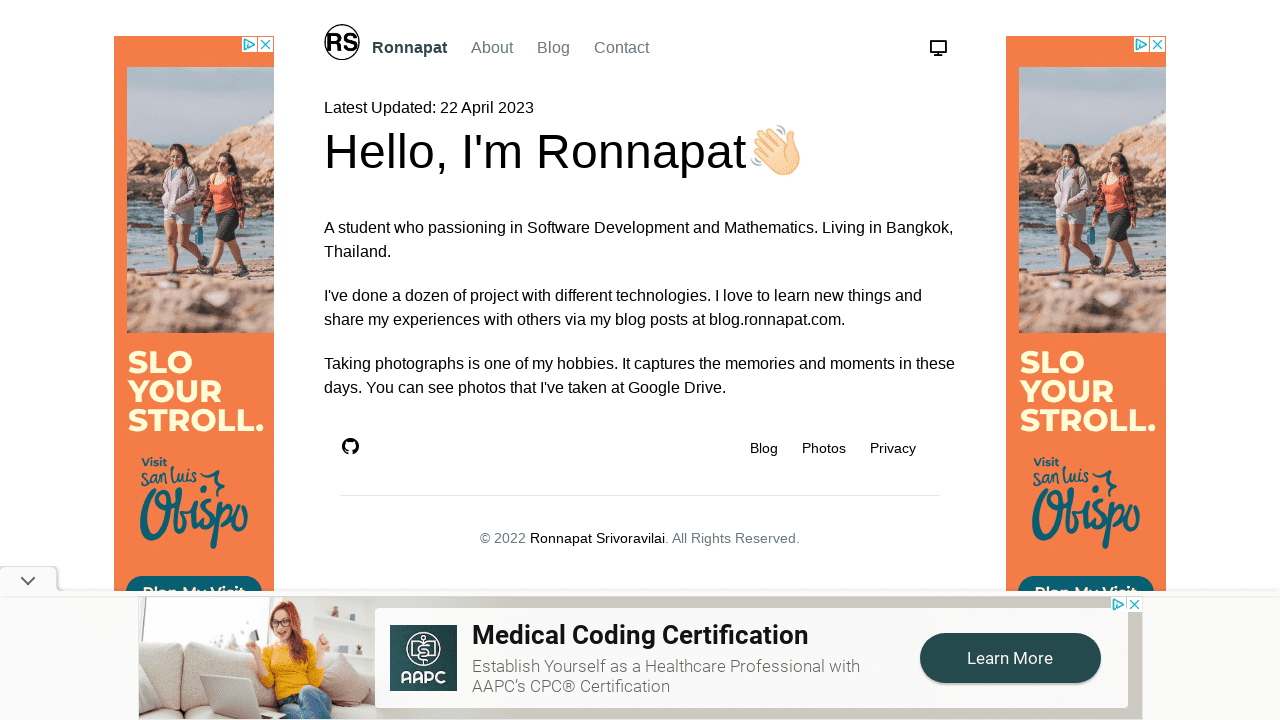 RS
Ronnapat
About
Blog
Contact
Latest Updated: 22 April 2023
Hello, I'm Ronnapat👋🏻
A student who passioning in Software Development and Mathematics. Living in Bangkok,
Thailand.
I've done a dozen of project with different technologies. I love to learn new things and
share my experiences with others via my blog posts at blog.ronnapat.com.
Taking photographs is one of my hobbies. It captures the memories and moments in these
days. You can see photos that I've taken at Google Drive.
Blog
Photos
Privacy
© 2022 Ronnapat Srivoravilai. All Rights Reserved.
SLO
YOUR
STROLL.
Visit
San Luis
Obispo
Plan My Visit
SLO
YOUR
STROLL.
Visit
San Luis
Obispo
Plan My Visit
AAPC
Medical Coding Certification
Establish Yourself as a Healthcare Professional with
AAPC's CPC® Certification
Learn More